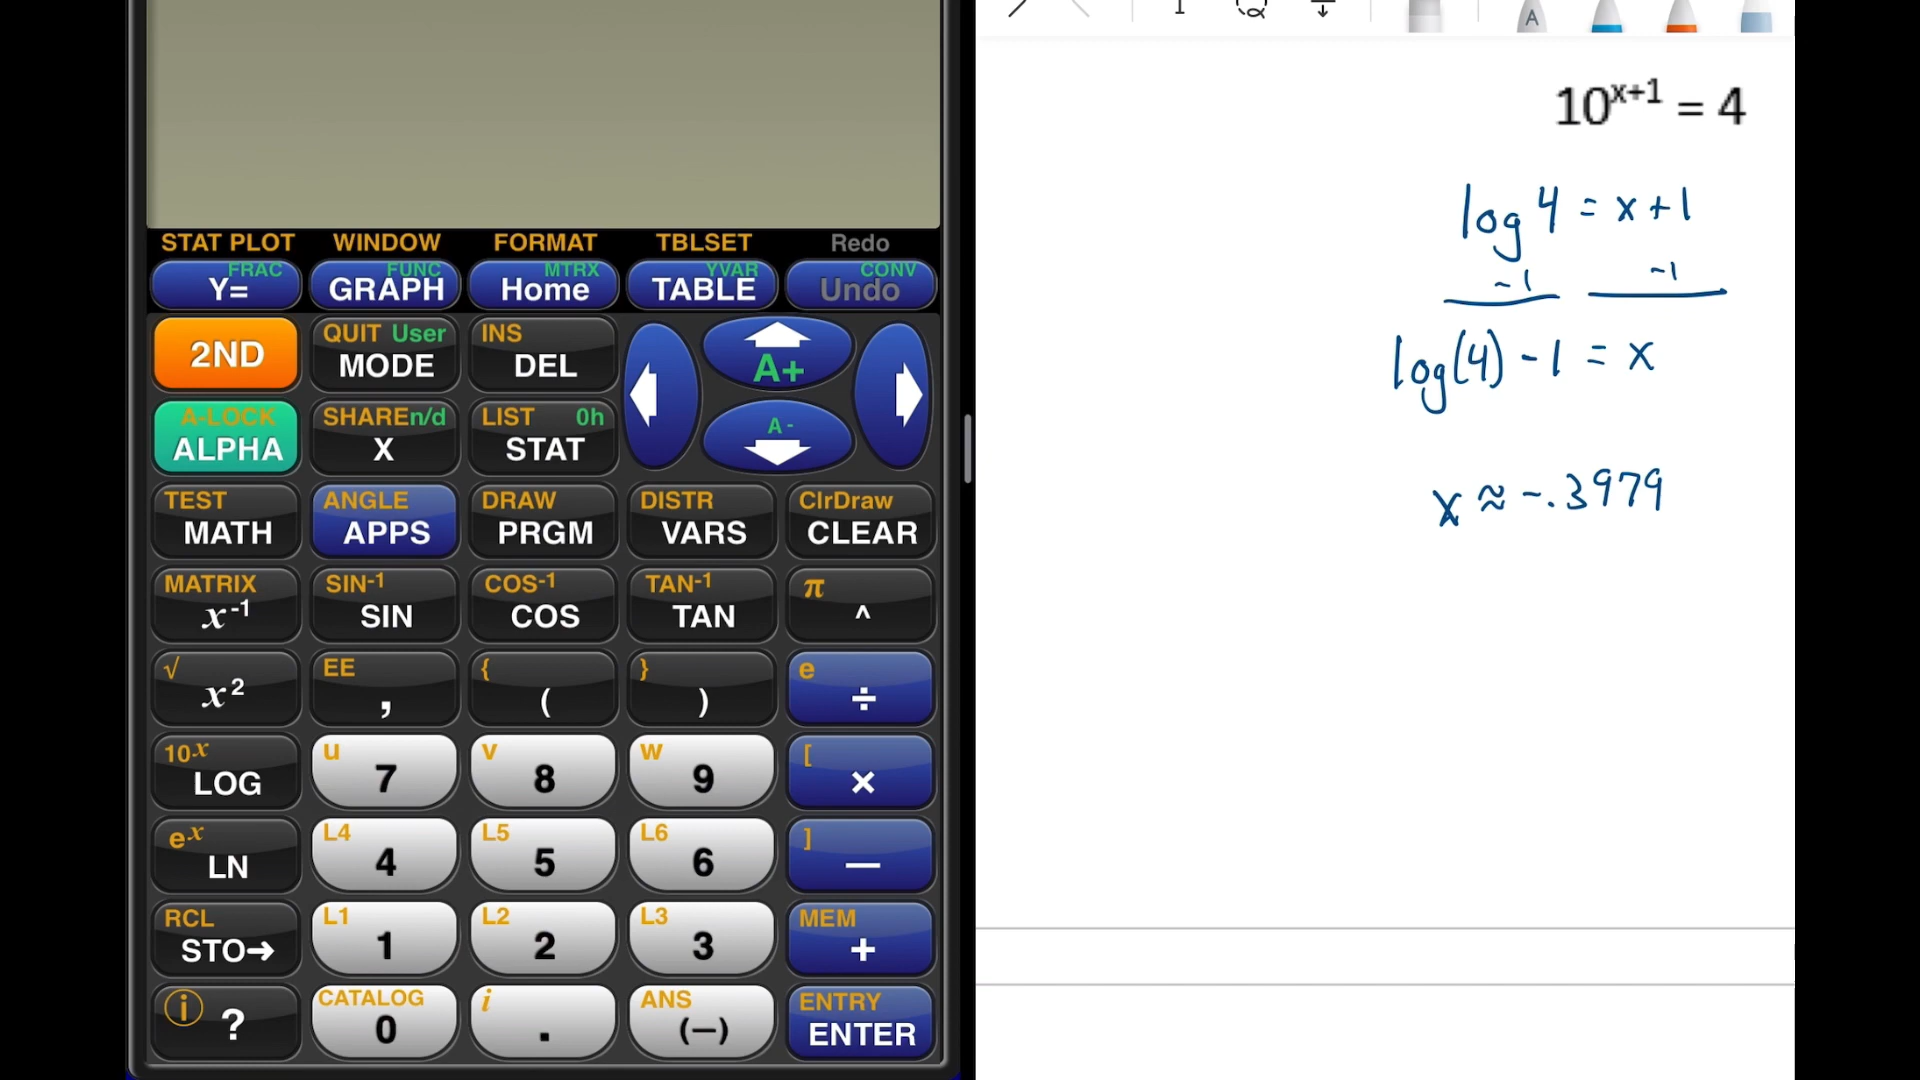 STAT PLOT WINDOW FORMAT TBLSET Redo
FRAC FUNC MTRX YVAR CONV
Y= GRAPH Home TABLE Undo
QUIT User INS
2ND MODE DEL A+
A-LOCK SHARE n/d LIST 0h A-
ALPHA X STAT
TEST ANGLE DRAW DISTR ClrDraw
MATH APPS PRGM VARS CLEAR
MATRIX SIN⁻¹ COS⁻¹ TAN⁻¹ π
x⁻¹ SIN COS TAN ^
√ EE { } e
x² , ( ) ÷
10ˣ u v w [
LOG 7 8 9 ×
eˣ L4 L5 L6 ]
LN 4 5 6 —
RCL L1 L2 L3 MEM
STO➔ 1 2 3 +
i CATALOG i ANS ENTRY
? 0 . (—) ENTER
A
10ˣ⁺¹ = 4
log 4 = x+1
-1 -1
log(4) - 1 = x
x ≈ -.3979